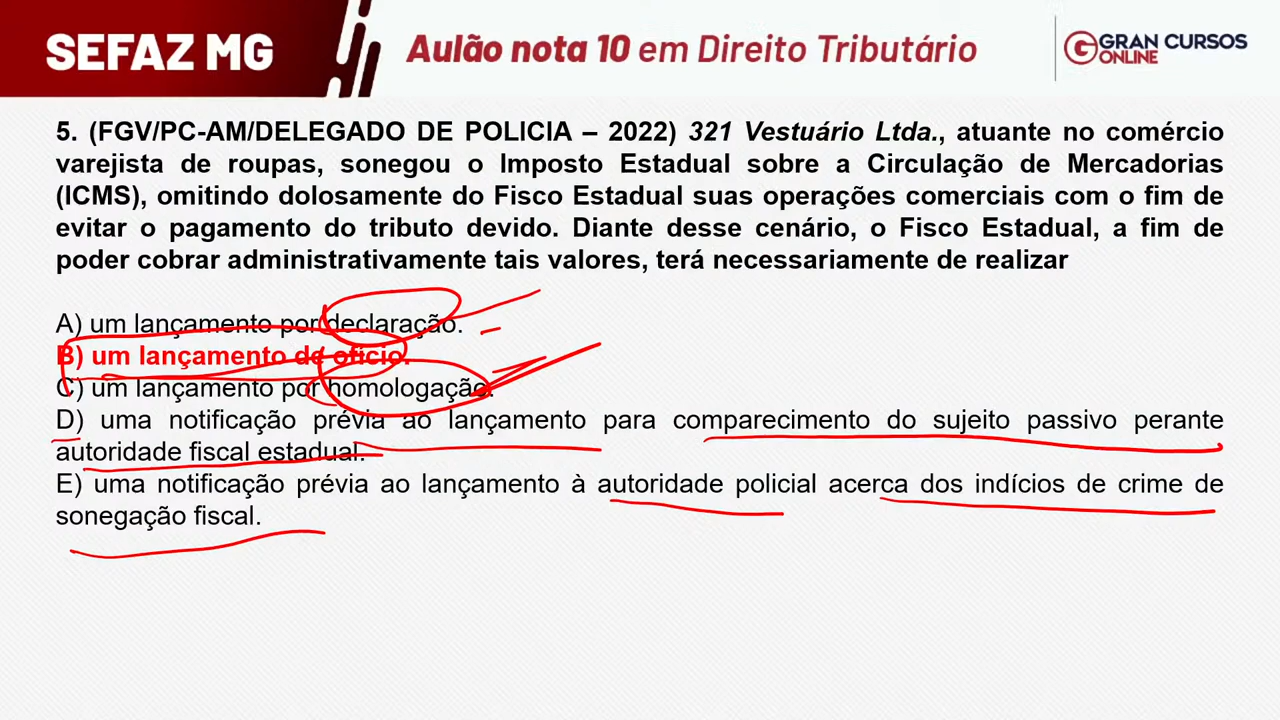 SEFAZ MG
Aulão nota 10 em Direito Tributário
GRAN CURSOS
ONLINE
5. (FGV/PC-AM/DELEGADO DE POLICIA – 2022) 321 Vestuário Ltda., atuante no comércio
varejista de roupas, sonegou o Imposto Estadual sobre a Circulação de Mercadorias
(ICMS), omitindo dolosamente do Fisco Estadual suas operações comerciais com o fim de
evitar o pagamento do tributo devido. Diante desse cenário, o Fisco Estadual, a fim de
poder cobrar administrativamente tais valores, terá necessariamente de realizar
A) um lançamento por declaração.
B) um lançamento de ofício.
C) um lançamento por homologação.
D) uma notificação prévia ao lançamento para comparecimento do sujeito passivo perante
autoridade fiscal estadual.
E) uma notificação prévia ao lançamento à autoridade policial acerca dos indícios de crime de
sonegação fiscal.